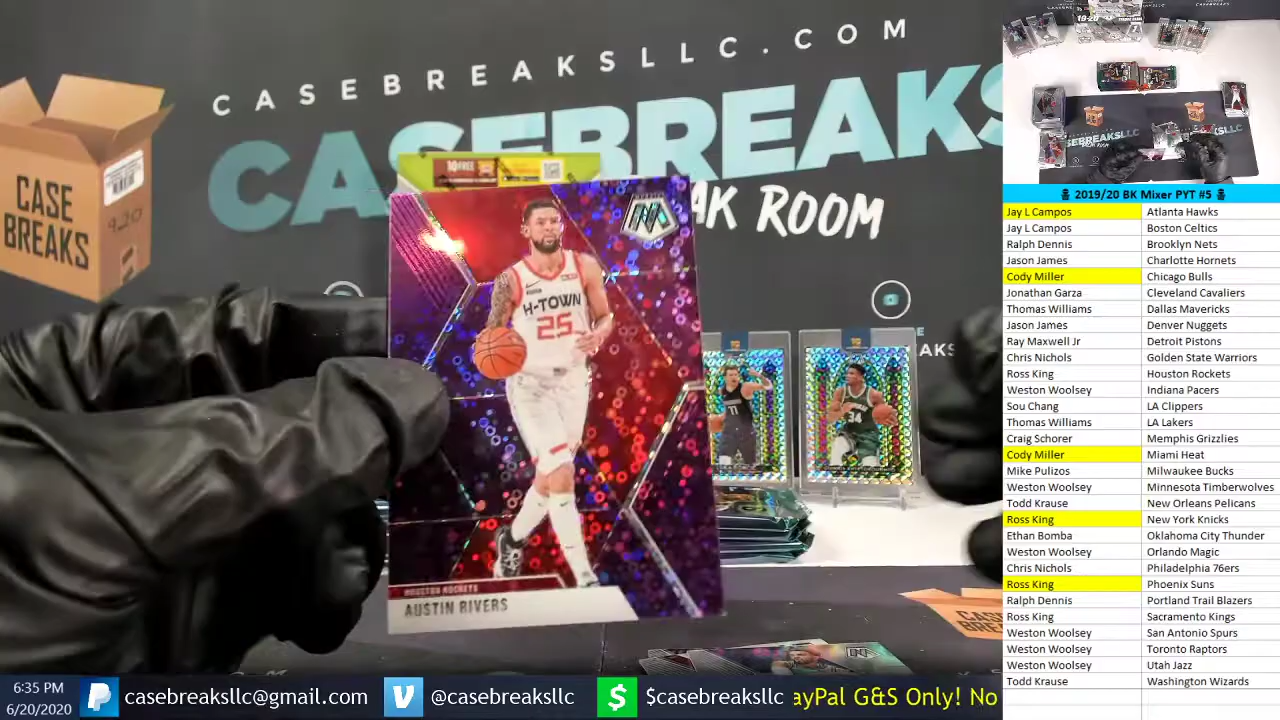 CASEBREAKSLLC.COM
CASEBREAKS
AK ROOM
CASE
BREAKS
920
10 FREE
MOSAIC
H-TOWN
25
HOUSTON ROCKETS
AUSTIN RIVERS
11
34
AKS
2019/20 BK Mixer PYT #5
Jay L Campos Atlanta Hawks
Jay L Campos Boston Celtics
Ralph Dennis Brooklyn Nets
Jason James Charlotte Hornets
Cody Miller Chicago Bulls
Jonathan Garza Cleveland Cavaliers
Thomas Williams Dallas Mavericks
Jason James Denver Nuggets
Ray Maxwell Jr Detroit Pistons
Chris Nichols Golden State Warriors
Ross King Houston Rockets
Weston Woolsey Indiana Pacers
Sou Chang LA Clippers
Thomas Williams LA Lakers
Craig Schorer Memphis Grizzlies
Cody Miller Miami Heat
Mike Pulizos Milwaukee Bucks
Weston Woolsey Minnesota Timberwolves
Todd Krause New Orleans Pelicans
Ross King New York Knicks
Ethan Bomba Oklahoma City Thunder
Weston Woolsey Orlando Magic
Chris Nichols Philadelphia 76ers
Ross King Phoenix Suns
Ralph Dennis Portland Trail Blazers
Ross King Sacramento Kings
Weston Woolsey San Antonio Spurs
Weston Woolsey Toronto Raptors
Weston Woolsey Utah Jazz
Todd Krause Washington Wizards
6:35 PM
6/20/2020
casebreaksllc@gmail.com
@casebreaksllc
$casebreaksllc
ayPal G&S Only! No